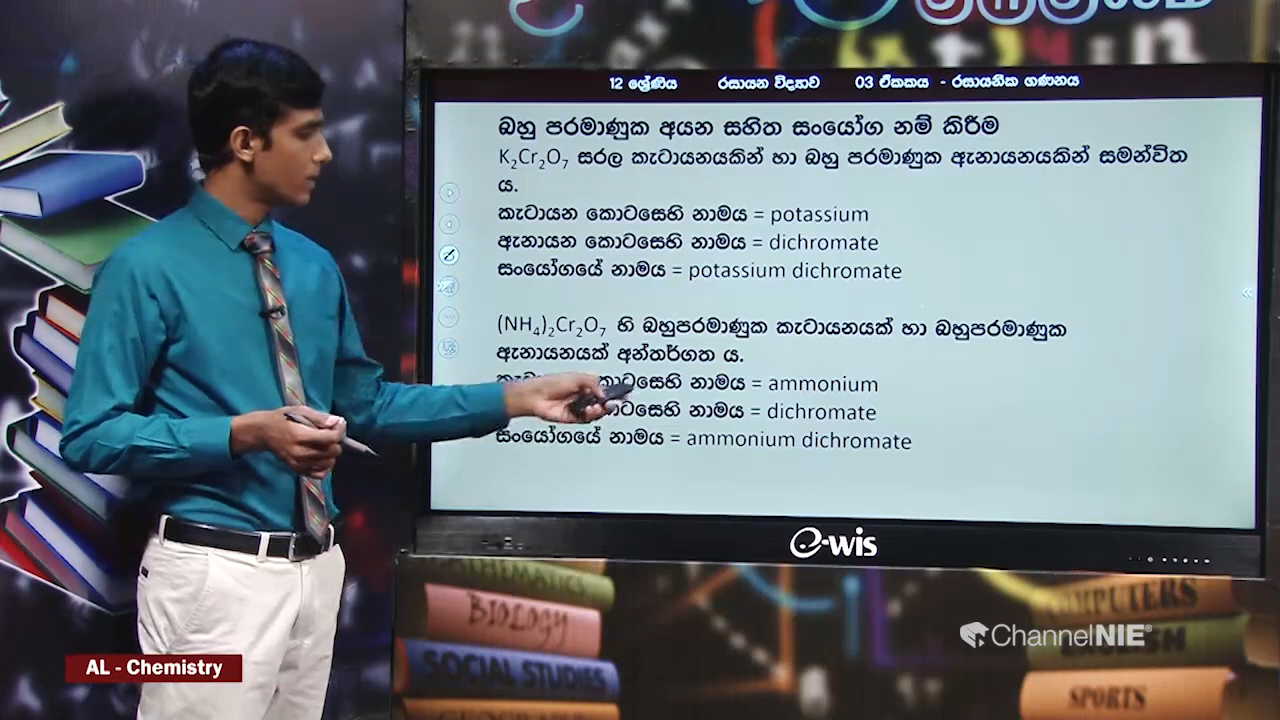 12 ශ්‍රේණිය රසායන විද්‍යාව 03 ඒකකය - රසායනික ගණනය
බහු පරමාණුක අයන සහිත සංයෝග නම් කිරීම
K₂Cr₂O₇ සරල කැටායනයකින් හා බහු පරමාණුක ඇනායනයකින් සමන්විත
ය.
කැටායන කොටසෙහි නාමය = potassium
ඇනායන කොටසෙහි නාමය = dichromate
සංයෝගයේ නාමය = potassium dichromate
(NH₄)₂Cr₂O₇ හි බහුපරමාණුක කැටායනයක් හා බහුපරමාණුක
ඇනායනයක් අන්තර්ගත ය.
කොටසෙහි නාමය = ammonium
නාමය = dichromate
සංයෝගයේ නාමය = ammonium dichromate
e-wis
MATHEMATICS
BIOLOGY
SOCIAL STUDIES
COMPUTERS
ENGLISH
SPORTS
ChannelNIE®
AL - Chemistry